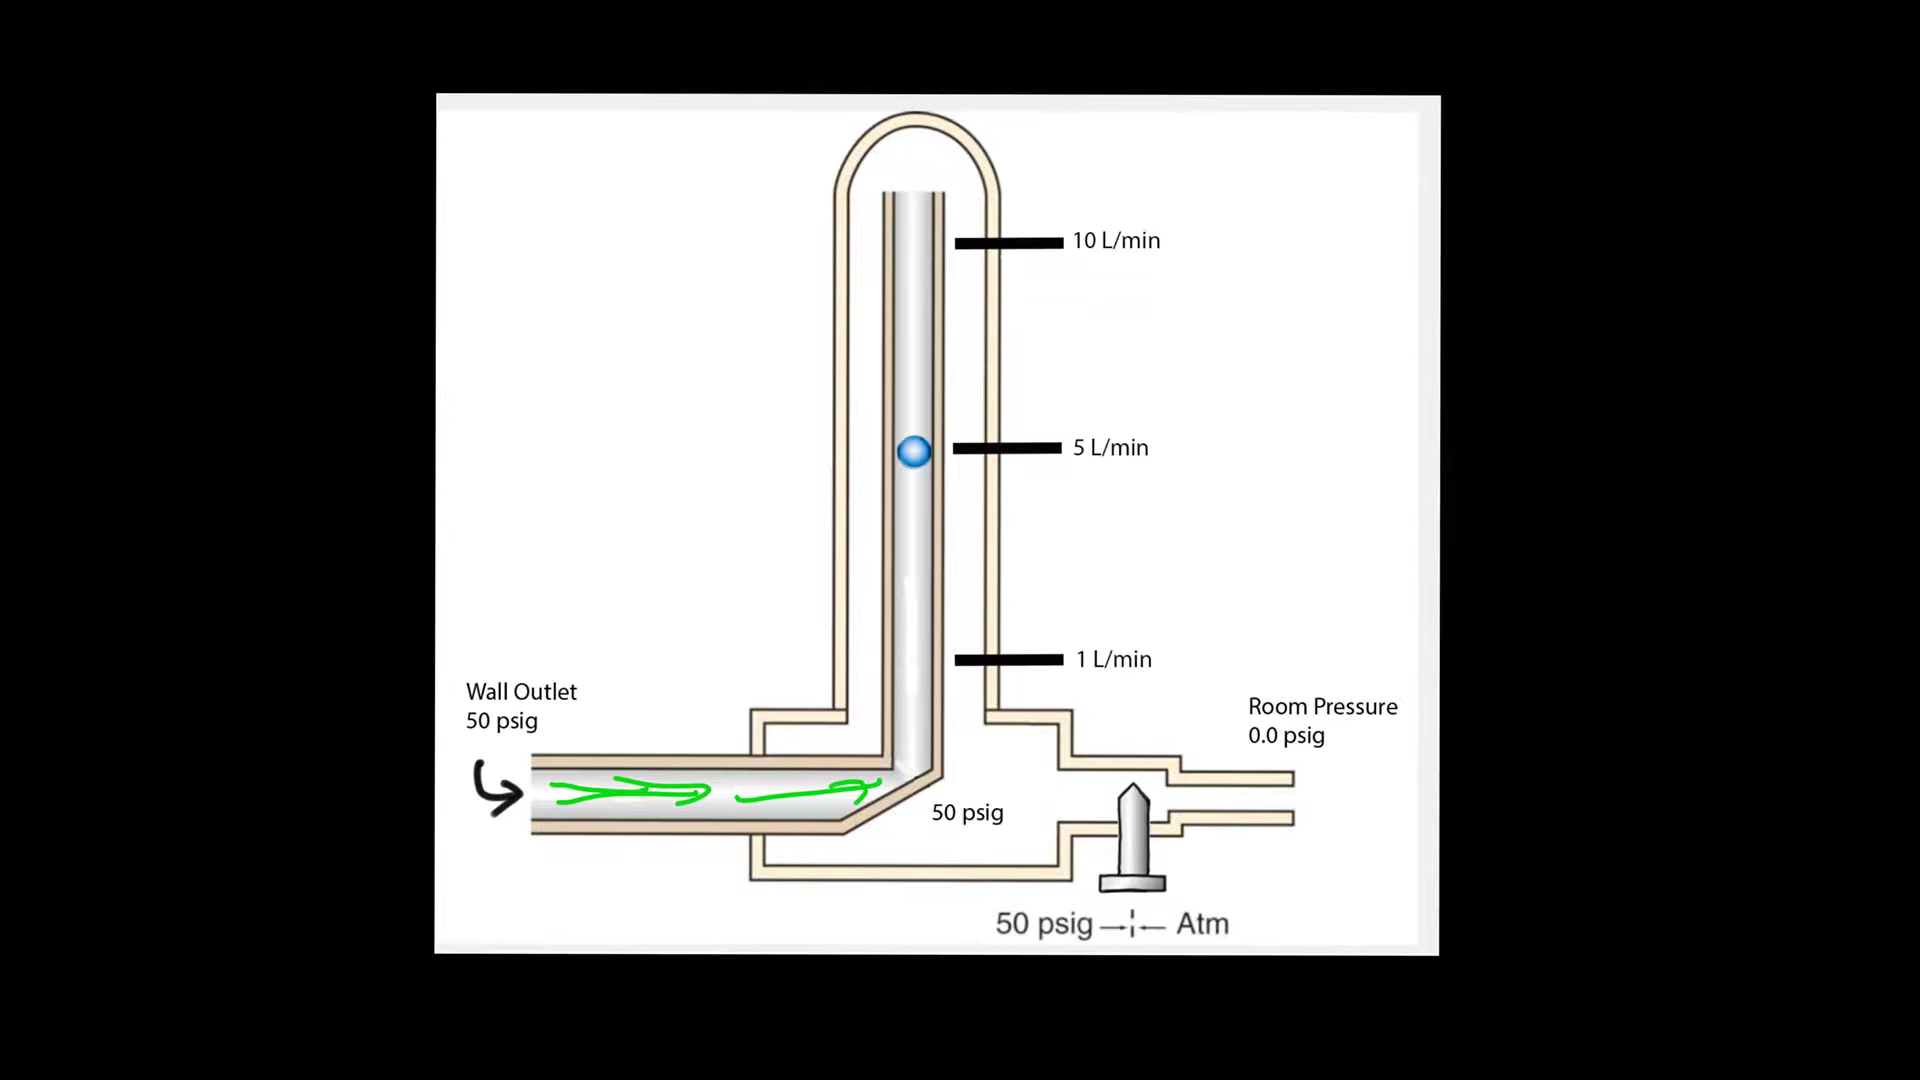 10 L/min
5 L/min
1 L/min
Wall Outlet
50 psig
Room Pressure
0.0 psig
50 psig
50 psig Atm